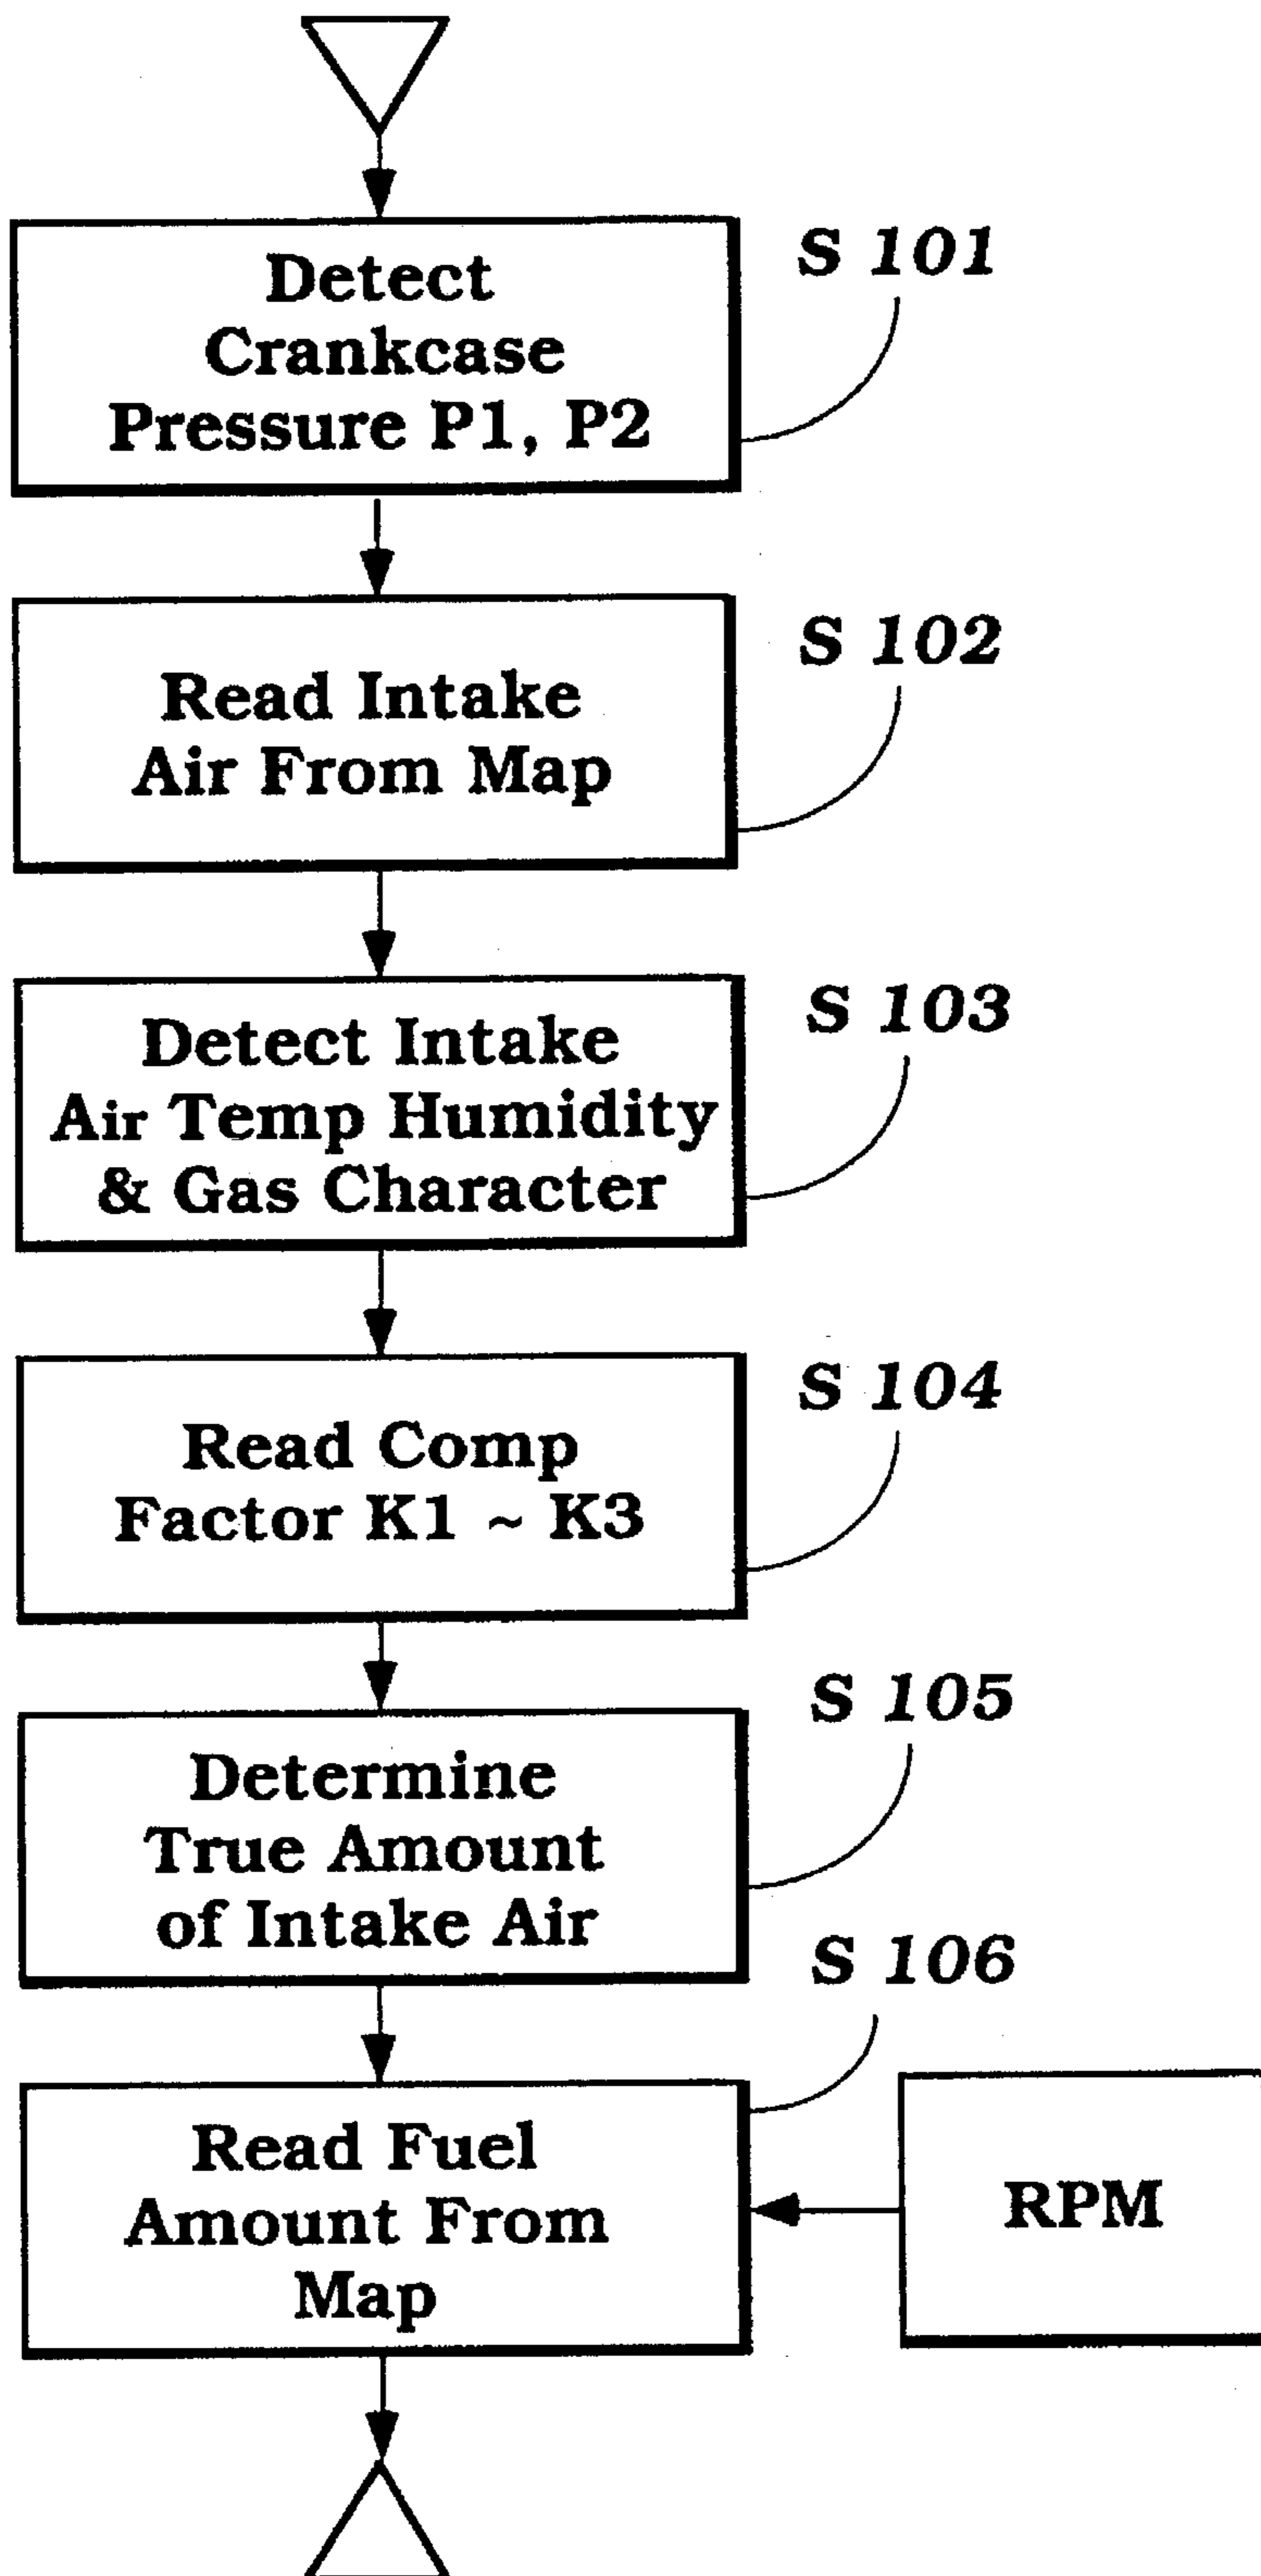 Detect
Crankcase
Pressure P1, P2
S 101
Read Intake
Air From Map
S 102
Detect Intake
Air Temp Humidity
& Gas Character
S 103
Read Comp
Factor K1 ~ K3
S 104
Determine
True Amount
of Intake Air
S 105
Read Fuel
Amount From
Map
S 106
RPM